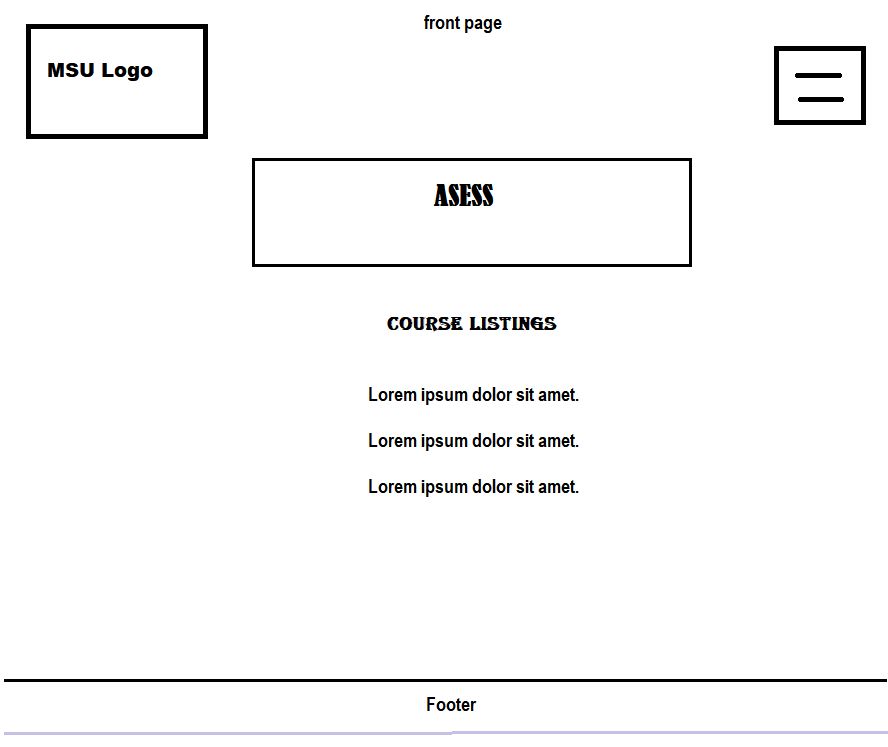 front page
MSU Logo
ASESS
COURSE LISTINGS
Lorem ipsum dolor sit amet.
Lorem ipsum dolor sit amet.
Lorem ipsum dolor sit amet.
Footer